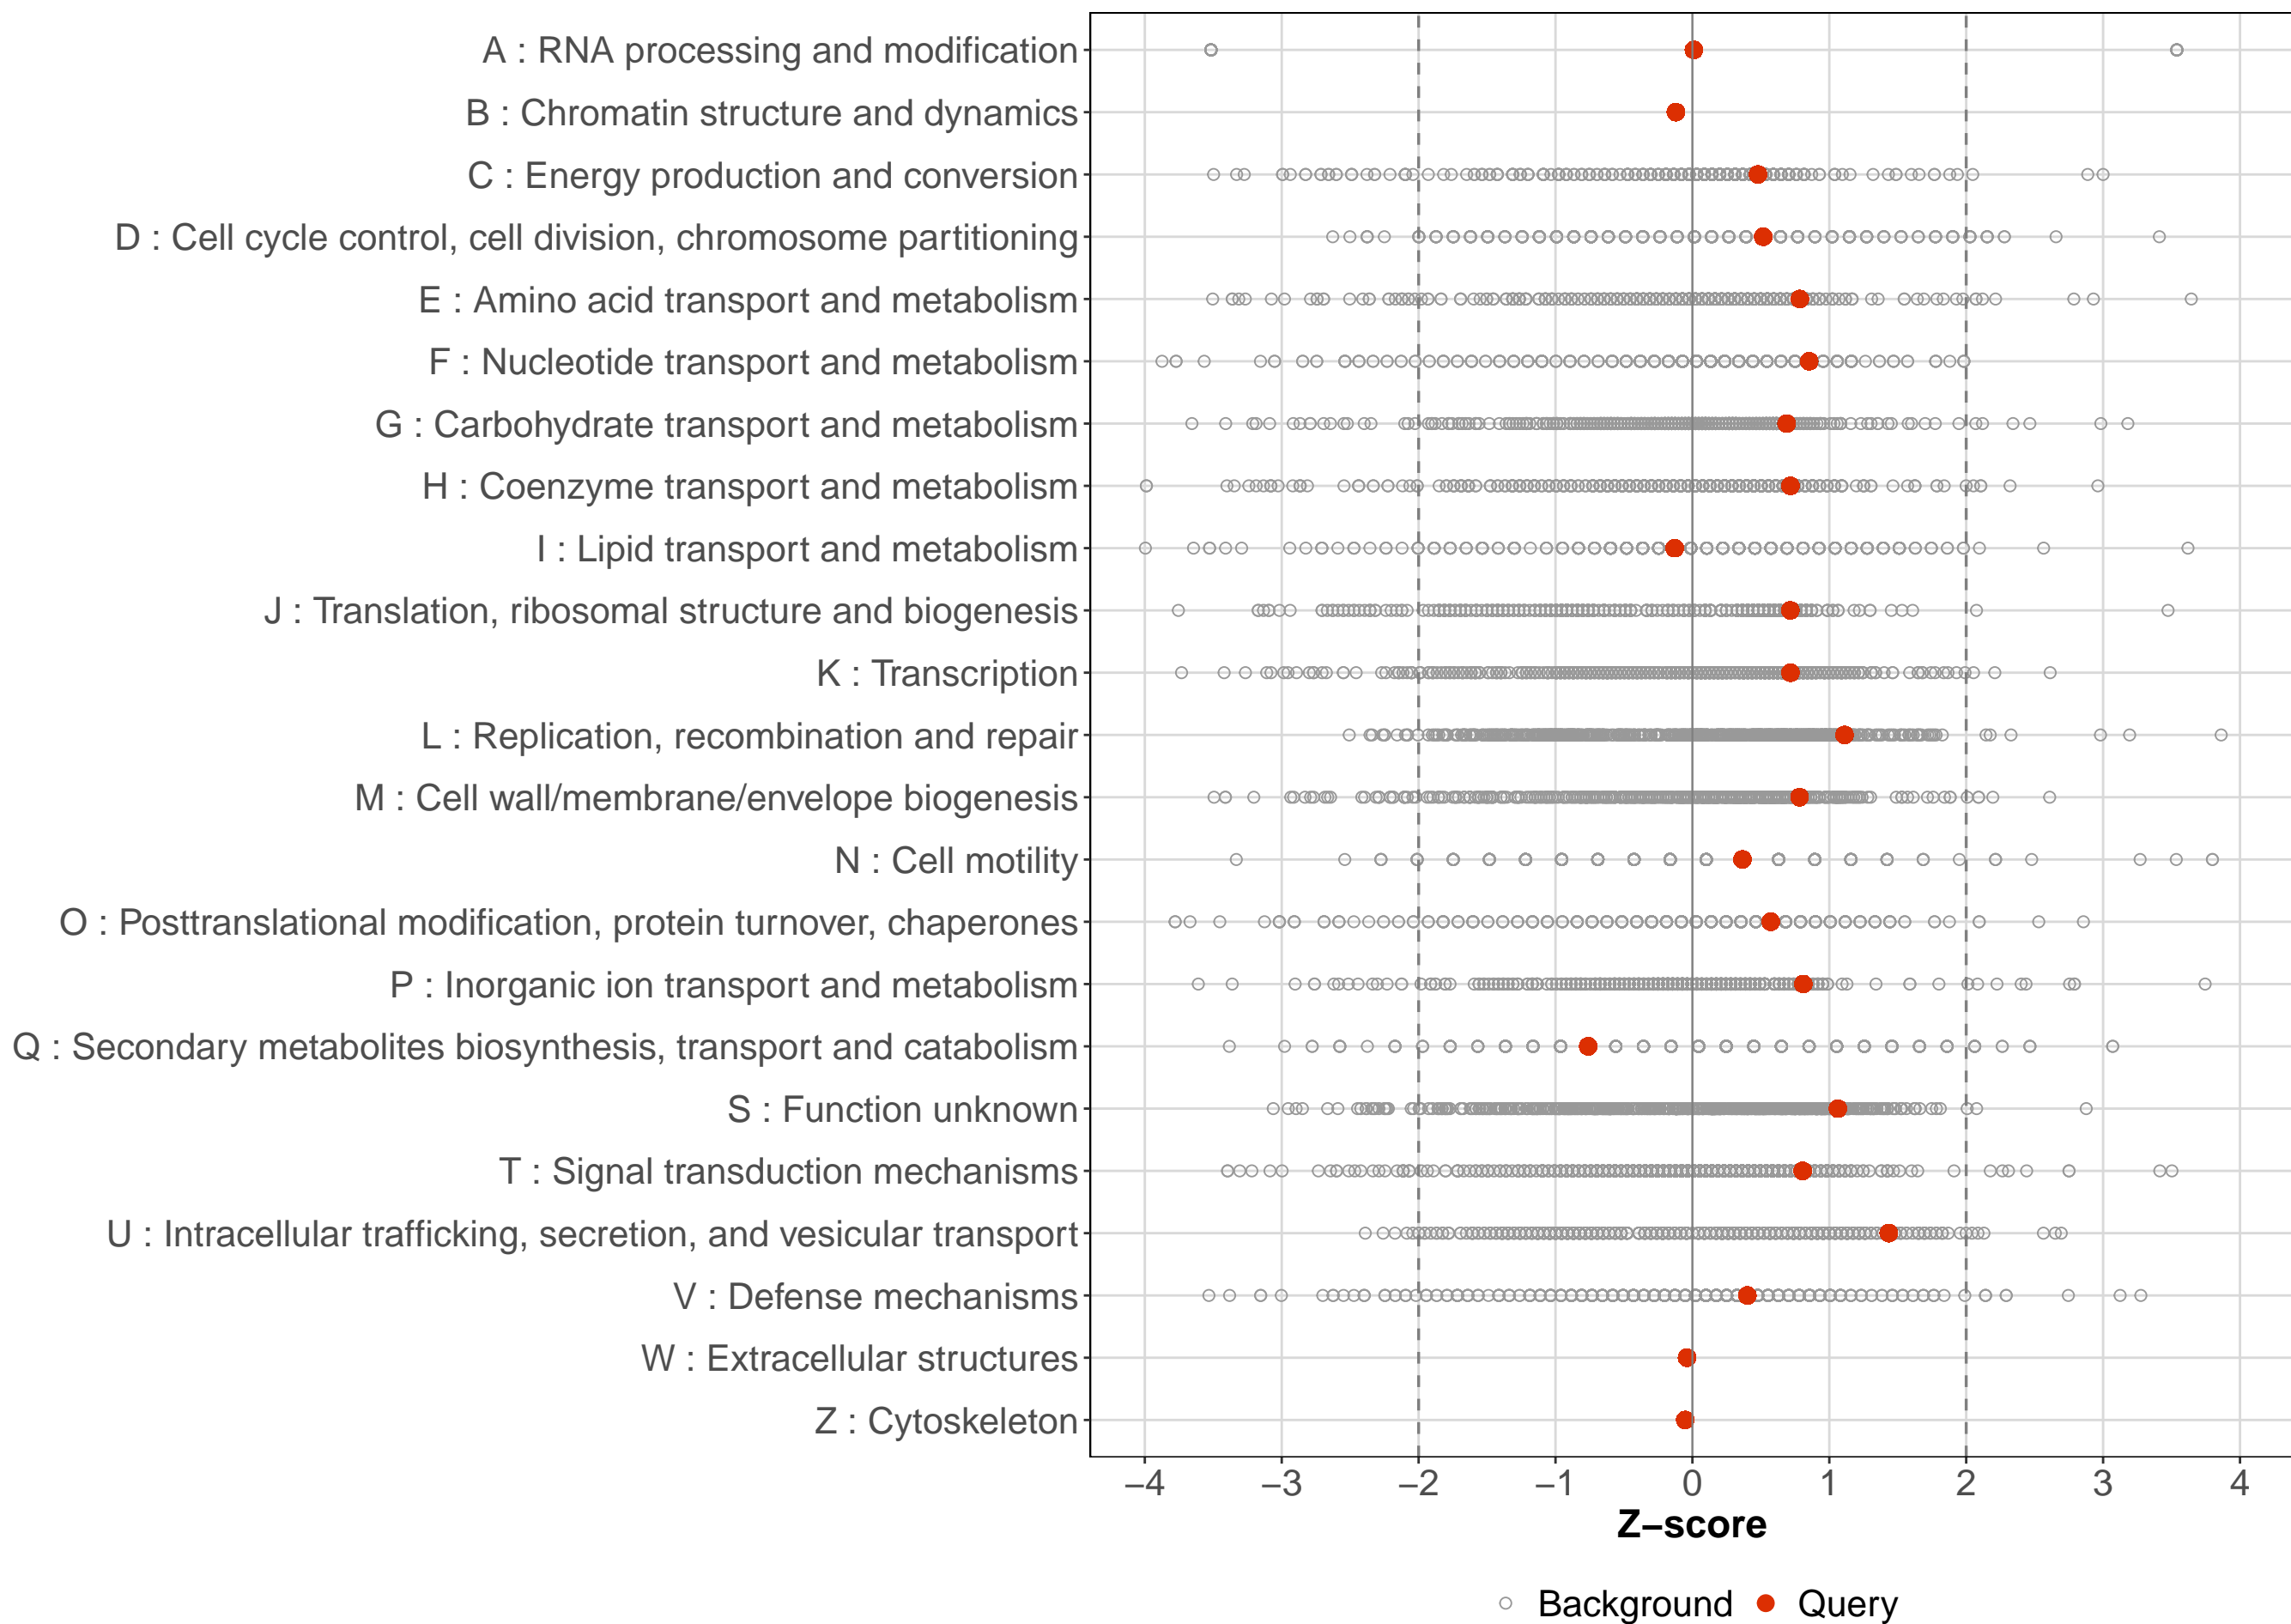 A : RNA processing and modification
B : Chromatin structure and dynamics
C : Energy production and conversion
D : Cell cycle control, cell division, chromosome partitioning
E : Amino acid transport and metabolism
F : Nucleotide transport and metabolism
G : Carbohydrate transport and metabolism
H : Coenzyme transport and metabolism
I : Lipid transport and metabolism
J : Translation, ribosomal structure and biogenesis
K : Transcription
L : Replication, recombination and repair
M : Cell wall/membrane/envelope biogenesis
N : Cell motility
O : Posttranslational modification, protein turnover, chaperones
P : Inorganic ion transport and metabolism
Q : Secondary metabolites biosynthesis, transport and catabolism
S : Function unknown
T : Signal transduction mechanisms
U : Intracellular trafficking, secretion, and vesicular transport
V : Defense mechanisms
W : Extracellular structures
Z : Cytoskeleton
−4 −3 −2 −1 0 1 2 3 4
Z−score
Background Query